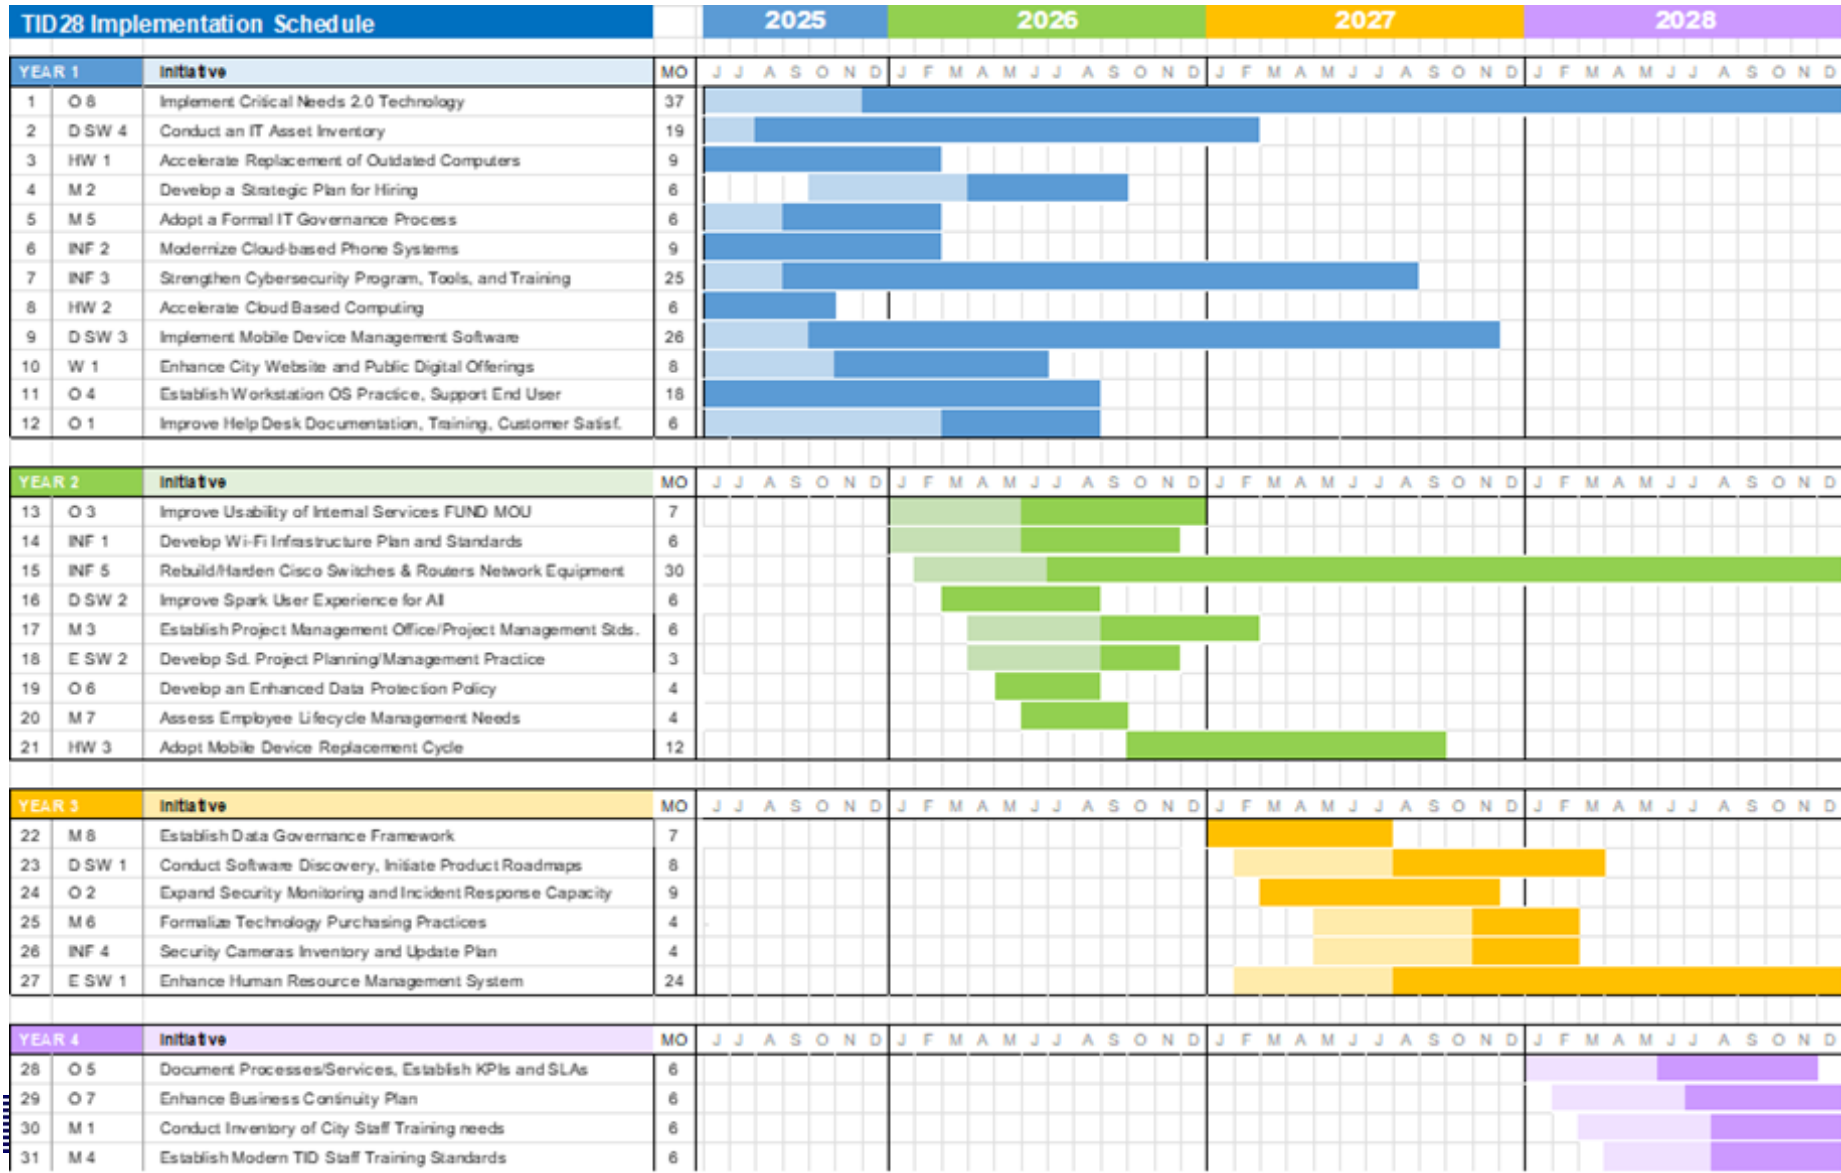 TID28 Implementation Schedule 2025 2026 2027 2028
YEAR 1 Initiative MO J J A S O N D J F M A M J J A S O N D J F M A M J J A S O N D J F M A M J J A S O N D
1 O 8 Implement Critical Needs 2.0 Technology 37
2 D SW 4 Conduct an IT Asset Inventory 19
3 HW 1 Accelerate Replacement of Outdated Computers 9
4 M 2 Develop a Strategic Plan for Hiring 6
5 M 5 Adopt a Formal IT Governance Process 6
6 INF 2 Modernize Cloud-based Phone Systems 9
7 INF 3 Strengthen Cybersecurity Program, Tools, and Training 25
8 HW 2 Accelerate Cloud Based Computing 6
9 D SW 3 Implement Mobile Device Management Software 26
10 W 1 Enhance City Website and Public Digital Offerings 8
11 O 4 Establish Workstation OS Practice, Support End User 18
12 O 1 Improve Help Desk Documentation, Training, Customer Satisf. 6
YEAR 2 Initiative MO J J A S O N D J F M A M J J A S O N D J F M A M J J A S O N D J F M A M J J A S O N D
13 O 3 Improve Usability of Internal Services FUND MOU 7
14 INF 1 Develop Wi-Fi Infrastructure Plan and Standards 6
15 INF 5 Rebuild/Harden Cisco Switches & Routers Network Equipment 30
16 D SW 2 Improve Spark User Experience for All 6
17 M 3 Establish Project Management Office/Project Management Stds. 6
18 E SW 2 Develop Sd. Project Planning/Management Practice 3
19 O 6 Develop an Enhanced Data Protection Policy 4
20 M 7 Assess Employee Lifecycle Management Needs 4
21 HW 3 Adopt Mobile Device Replacement Cycle 12
YEAR 3 Initiative MO J J A S O N D J F M A M J J A S O N D J F M A M J J A S O N D J F M A M J J A S O N D
22 M 8 Establish Data Governance Framework 7
23 D SW 1 Conduct Software Discovery, Initiate Product Roadmaps 8
24 O 2 Expand Security Monitoring and Incident Response Capacity 9
25 M 6 Formalize Technology Purchasing Practices 4
26 INF 4 Security Cameras Inventory and Update Plan 4
27 E SW 1 Enhance Human Resource Management System 24
YEAR 4 Initiative MO J J A S O N D J F M A M J J A S O N D J F M A M J J A S O N D J F M A M J J A S O N D
28 O 5 Document Processes/Services, Establish KPIs and SLAs 6
29 O 7 Enhance Business Continuity Plan 6
30 M 1 Conduct Inventory of City Staff Training needs 6
31 M 4 Establish Modern TID Staff Training Standards 6